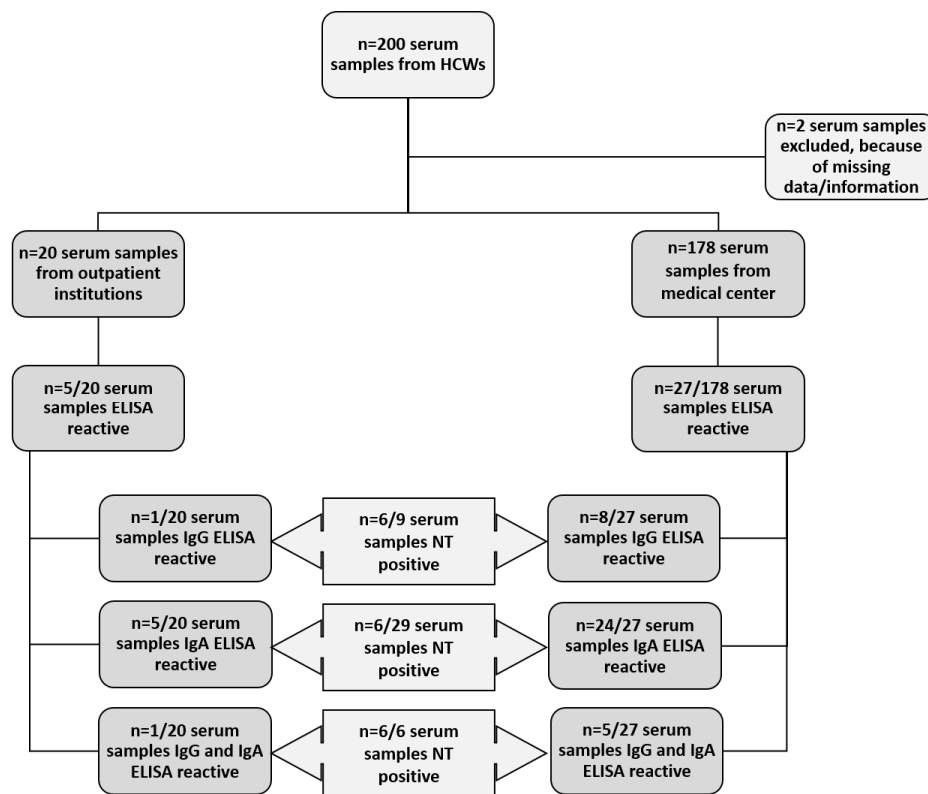 n=200 serum
samples from HCWs
n=2 serum samples
excluded, because
of missing
data/information
n=20 serum samples
from outpatient
institutions
n=178 serum
samples from
medical center
n=5/20 serum
samples ELISA
reactive
n=27/178 serum
samples ELISA
reactive
n=1/20 serum
samples IgG ELISA
reactive
n=6/9 serum
samples NT
positive
n=8/27 serum
samples IgG ELISA
reactive
n=5/20 serum
samples IgA ELISA
reactive
n=6/29 serum
samples NT
positive
n=24/27 serum
samples IgA ELISA
reactive
n=1/20 serum
samples IgG and IgA
ELISA reactive
n=6/6 serum
samples NT
positive
n=5/27 serum
samples IgG and IgA
ELISA reactive